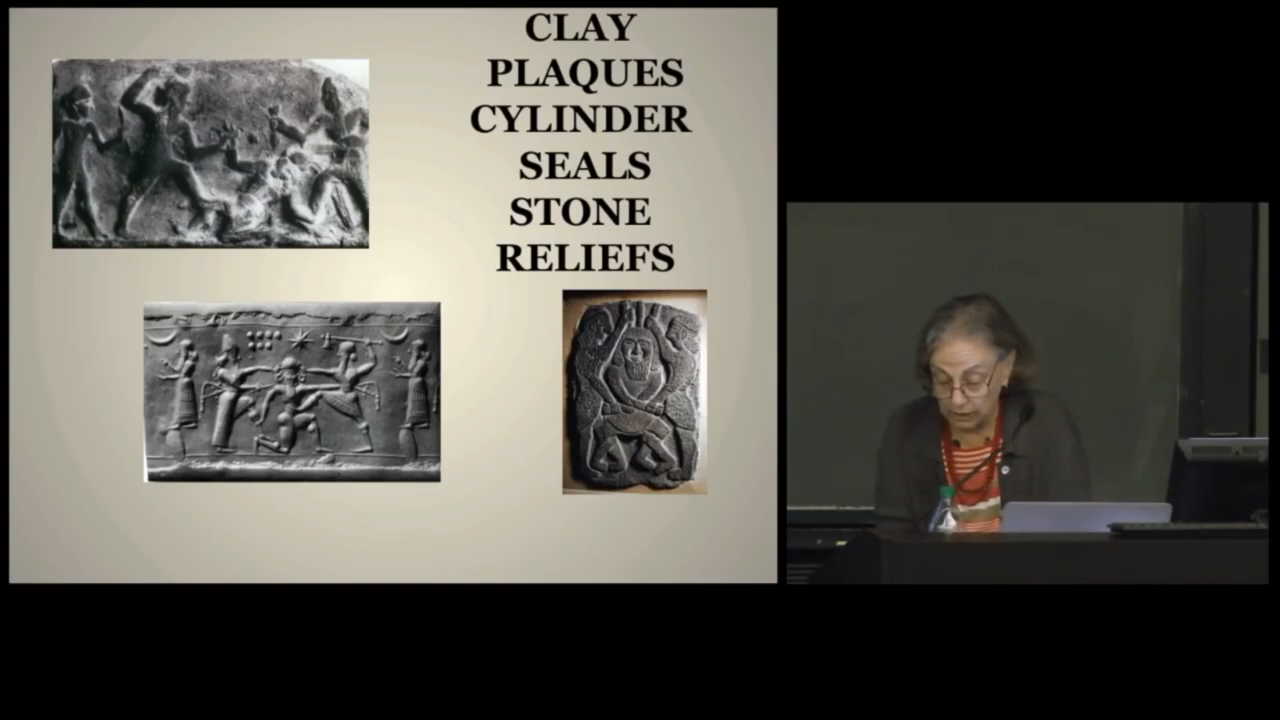 CLAY
PLAQUES
CYLINDER
SEALS
STONE
RELIEFS